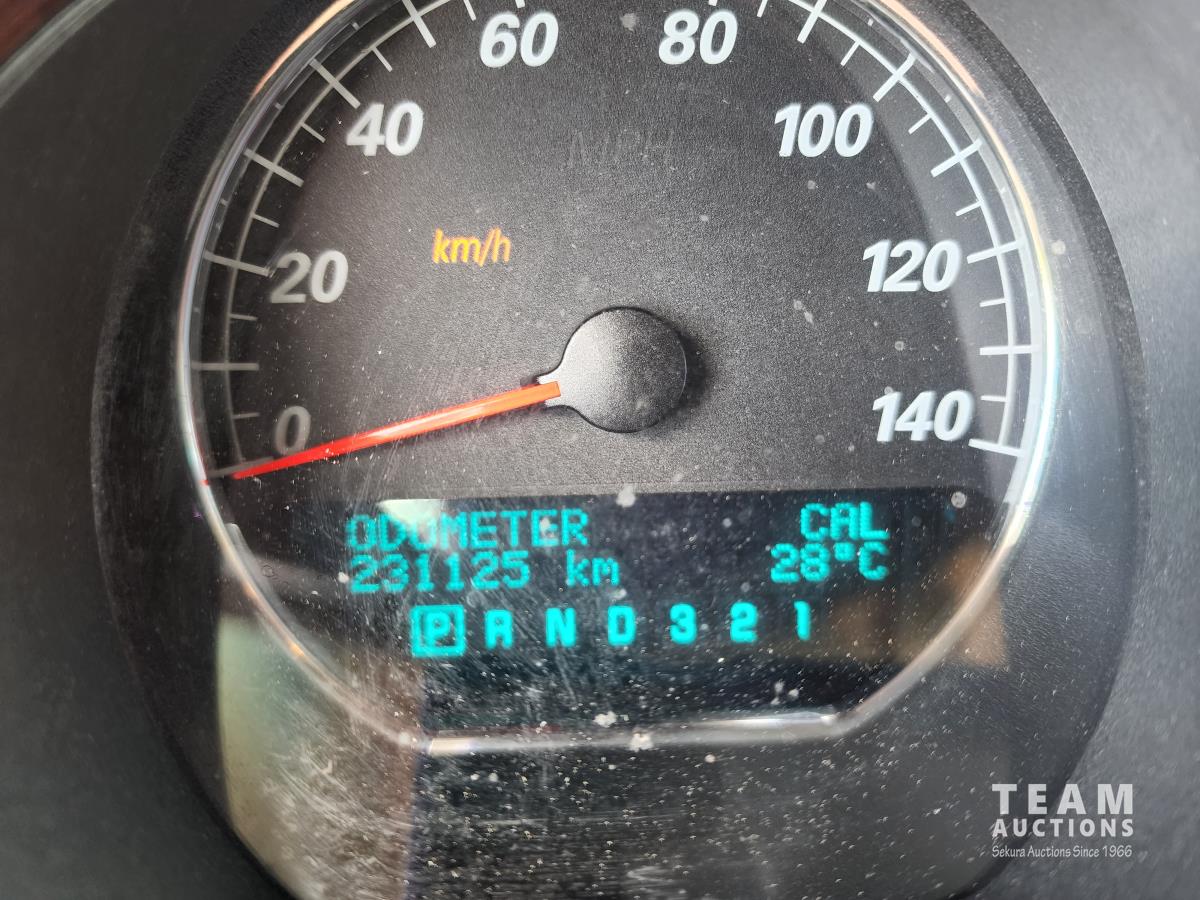 60 80
40 100
MPH
km/h
20 120
0 140
ODOMETER CAL
231125 km 28°C
P R N D 3 2 1
TEAM
AUCTIONS
Sekura Auctions Since 1966